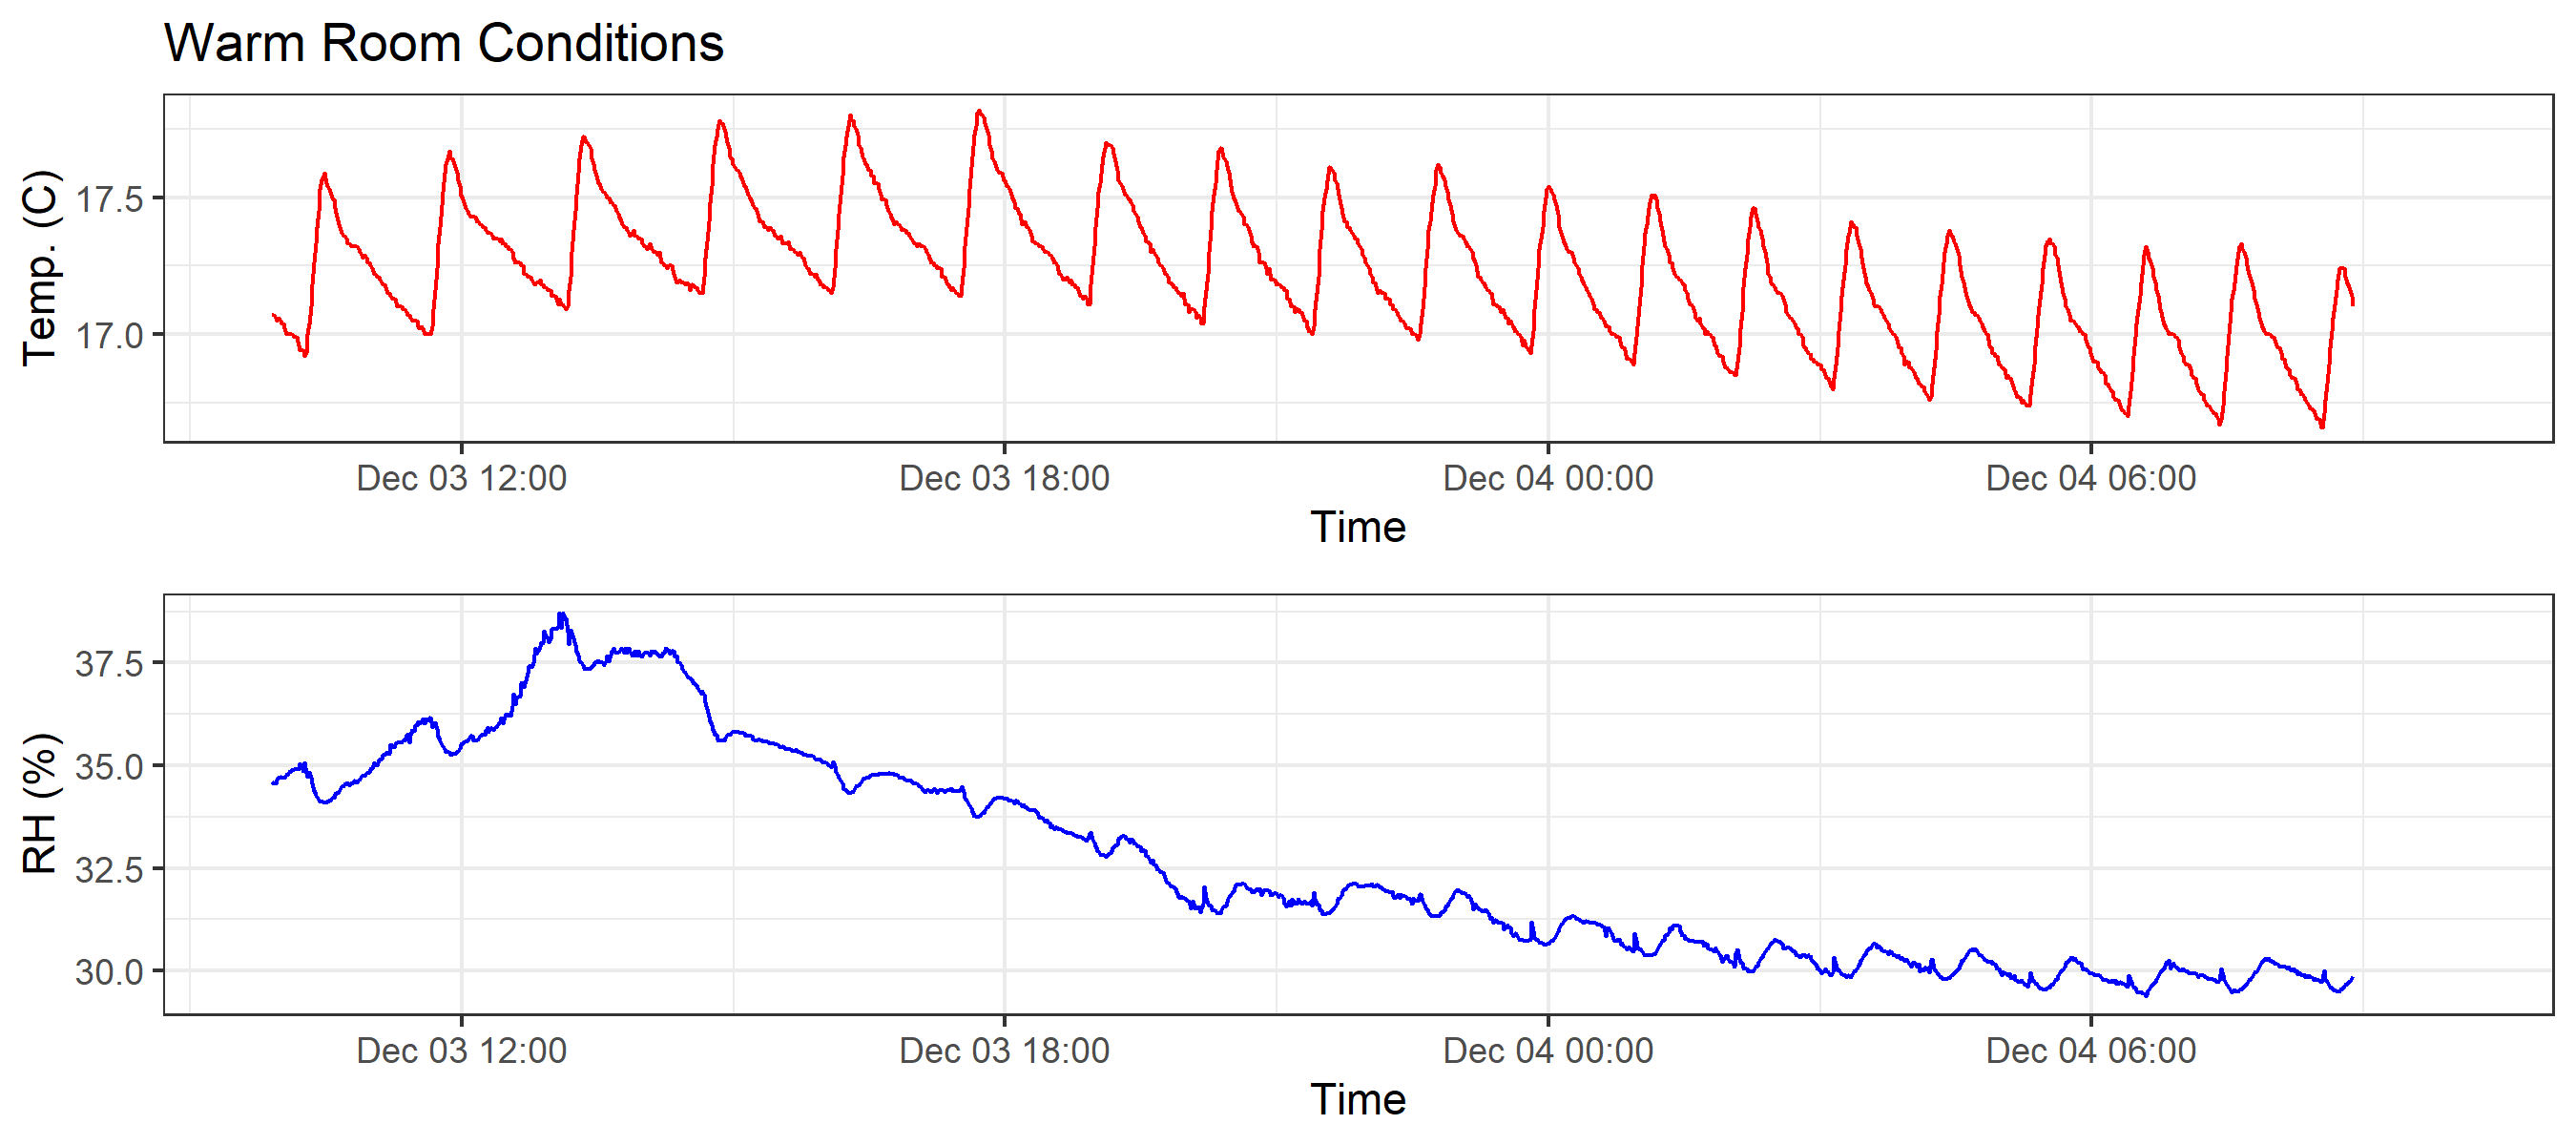 Warm Room Conditions
Temp. (C)
17.5
17.0
Dec 03 12:00 Dec 03 18:00 Dec 04 00:00 Dec 04 06:00
Time
RH (%)
37.5
35.0
32.5
30.0
Dec 03 12:00 Dec 03 18:00 Dec 04 00:00 Dec 04 06:00
Time